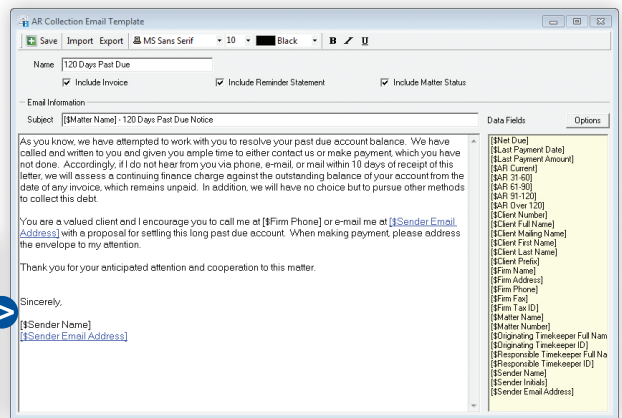 AR Collection Email Template
Save Import Export MS Sans Serif 10 Black B I U
Name 120 Days Past Due
Include Invoice Include Reminder Statement Include Matter Status
Email Information
Subject [$Matter Name] - 120 Days Past Due Notice
Data Fields Options
As you know, we have attempted to work with you to resolve your past due account balance. We have
called and written to you and given you ample time to either contact us or make payment, which you have
not done. Accordingly, if I do not hear from you via phone, e-mail, or mail within 10 days of receipt of this
letter, we will assess a continuing finance charge against the outstanding balance of your account from the
date of any invoice, which remains unpaid. In addition, we will have no choice but to pursue other methods
to collect this debt.
You are a valued client and I encourage you to call me at [$Firm Phone] or e-mail me at [$Sender Email
Address] with a proposal for settling this long past due account. When making payment, please address
the envelope to my attention.
Thank you for your anticipated attention and cooperation to this matter.
Sincerely,
[$Sender Name]
[$Sender Email Address]
[$Net Due]
[$Last Payment Date]
[$Last Payment Amount]
[$AR Current]
[$AR 31-60]
[$AR 61-90]
[$AR 91-120]
[$AR Over 120]
[$Client Number]
[$Client Full Name]
[$Client Mailing Name]
[$Client First Name]
[$Client Last Name]
[$Client Prefix]
[$Firm Name]
[$Firm Address]
[$Firm Phone]
[$Firm Fax]
[$Firm Tax ID]
[$Matter Name]
[$Matter Number]
[$Originating Timekeeper Full Nam
[$Originating Timekeeper ID]
[$Responsible Timekeeper Full Na
[$Responsible Timekeeper ID]
[$Sender Name]
[$Sender Initials]
[$Sender Email Address]